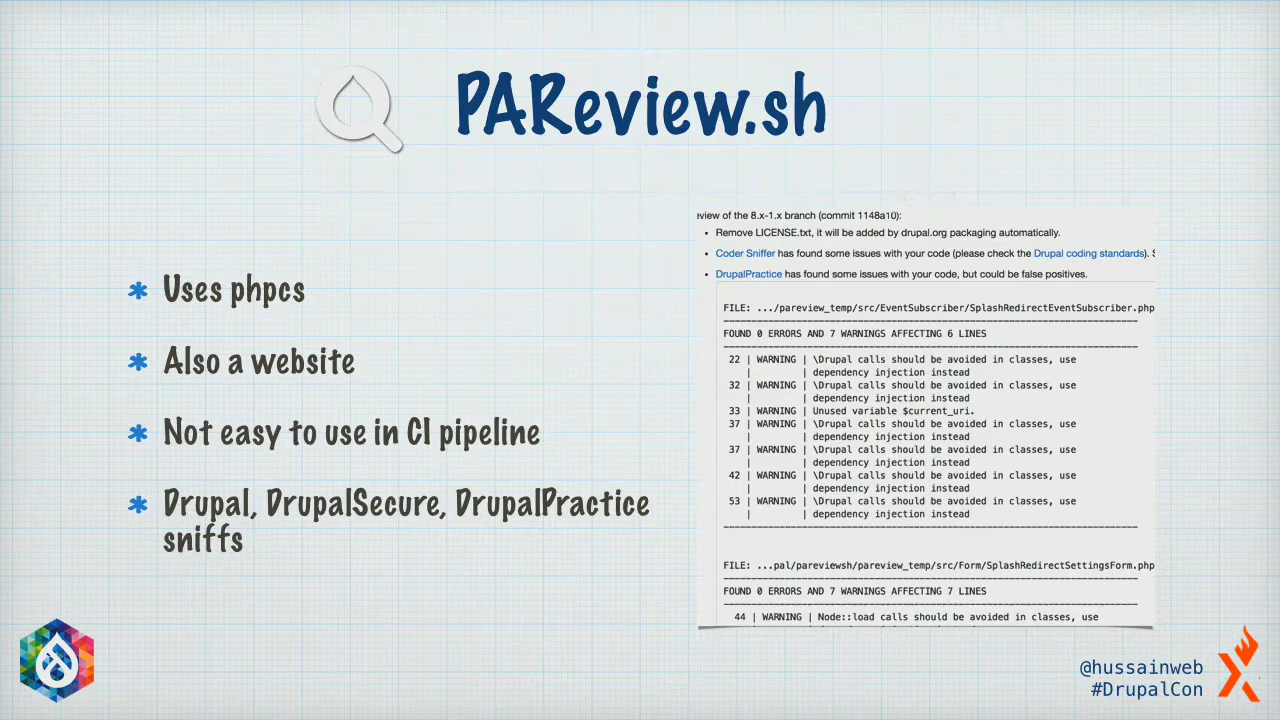 PAReview.sh
Uses phpcs
Also a website
Not easy to use in CI pipeline
Drupal, DrupalSecure, DrupalPractice
sniffs
view of the 8.x-1.x branch (commit 1148a10):
• Remove LICENSE.txt, it will be added by drupal.org packaging automatically.
• Coder Sniffer has found some issues with your code (please check the Drupal coding standards). S
• DrupalPractice has found some issues with your code, but could be false positives.
FILE: .../pareview_temp/src/EventSubscriber/SplashRedirectEventSubscriber.php
--------------------------------------------------------------------------
FOUND 0 ERRORS AND 7 WARNINGS AFFECTING 6 LINES
--------------------------------------------------------------------------
22 | WARNING | \Drupal calls should be avoided in classes, use
| | dependency injection instead
32 | WARNING | \Drupal calls should be avoided in classes, use
| | dependency injection instead
33 | WARNING | Unused variable $current_uri.
37 | WARNING | \Drupal calls should be avoided in classes, use
| | dependency injection instead
37 | WARNING | \Drupal calls should be avoided in classes, use
| | dependency injection instead
42 | WARNING | \Drupal calls should be avoided in classes, use
| | dependency injection instead
53 | WARNING | \Drupal calls should be avoided in classes, use
| | dependency injection instead
--------------------------------------------------------------------------
FILE: ...pal/pareviewsh/pareview_temp/src/Form/SplashRedirectSettingsForm.php
--------------------------------------------------------------------------
FOUND 0 ERRORS AND 7 WARNINGS AFFECTING 7 LINES
--------------------------------------------------------------------------
44 | WARNING | Node::load calls should be avoided in classes, use
@hussainweb
#DrupalCon